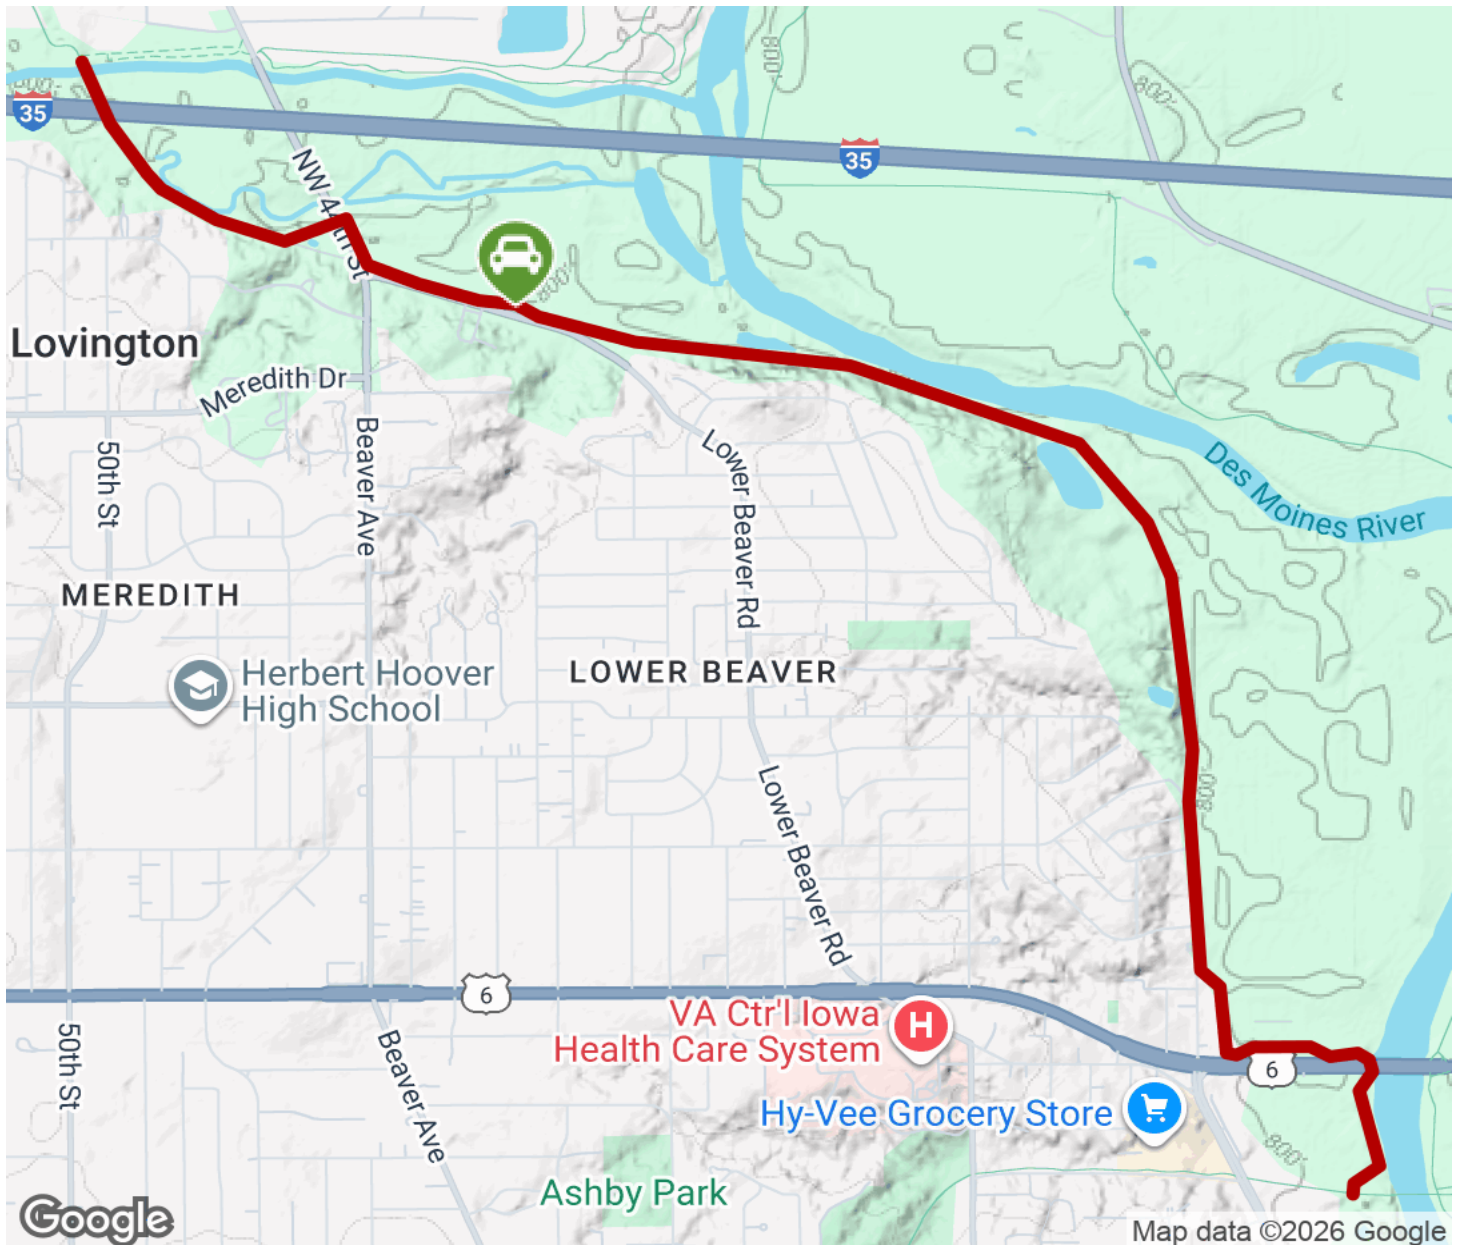 800'
800'
800'
35
35
NW 44th St
800'
Lovington
Meredith Dr
50th St
Beaver Ave
Lower Beaver Rd
Des Moines River
MEREDITH
Herbert Hoover
High School
LOWER BEAVER
Lower Beaver Rd
800'
6
VA Ctr'l Iowa
Health Care System
H
50th St
Beaver Ave
6
Hy-Vee Grocery Store
800'
Ashby Park
Google
Map data ©2026 Google